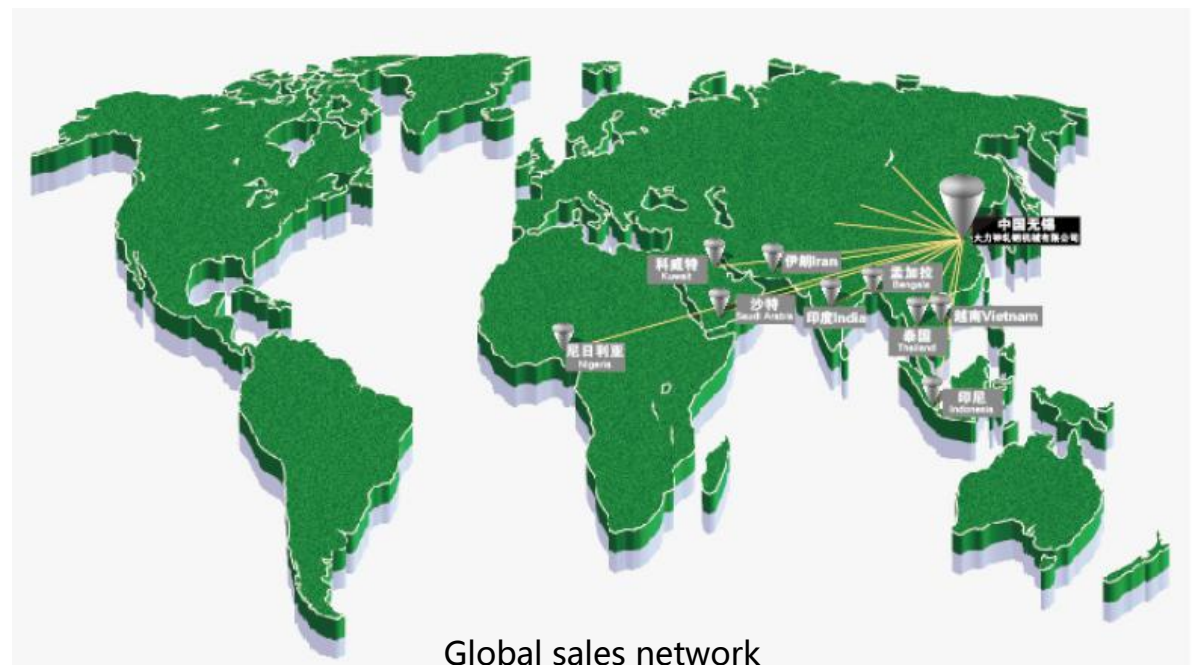 中国无锡
大力神轧钢机械有限公司
科威特
Kuwait
伊朗Iran
孟加拉
Bengala
沙特
Saudi Arabia
印度India
越南Vietnam
泰国
Thailand
尼日利亚
Nigeria
印尼
Indonesia
Global sales network